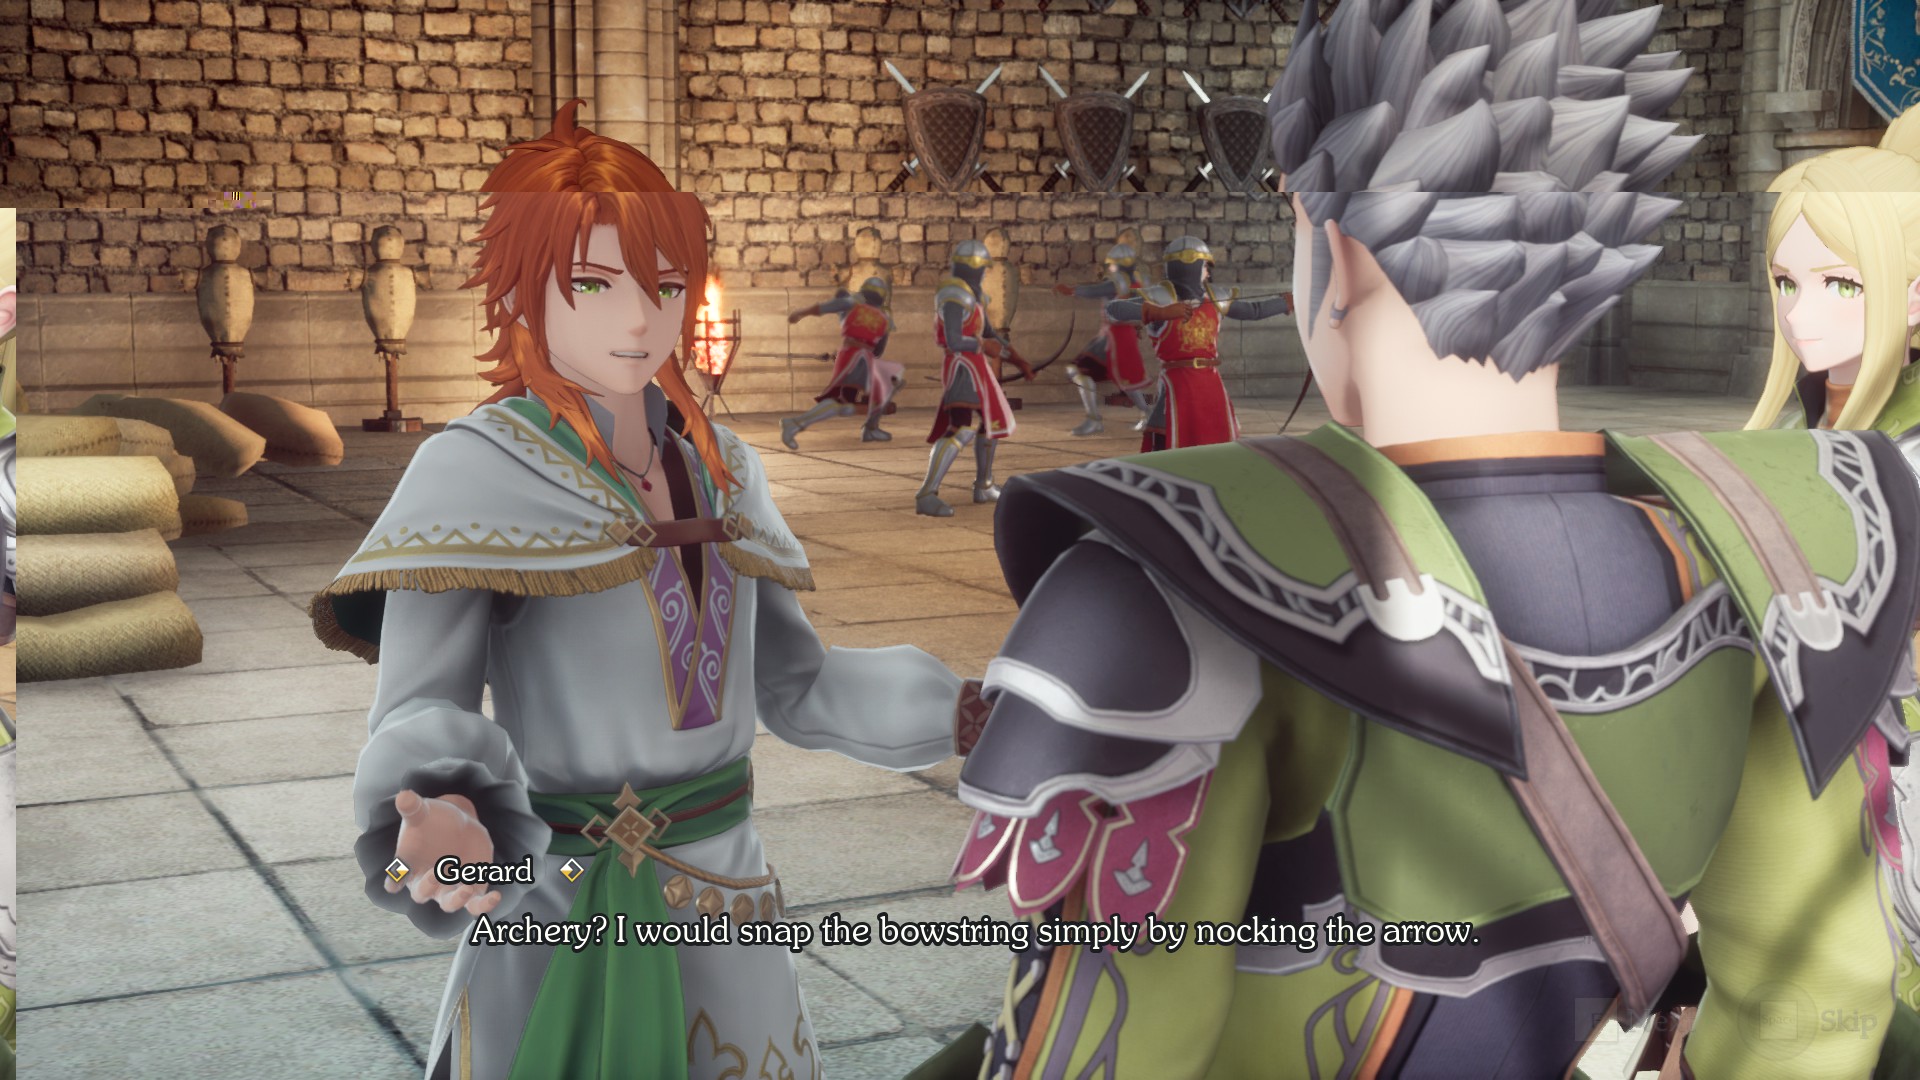 Gerard
Archery? I would snap the bowstring simply by nocking the arrow.
Skip